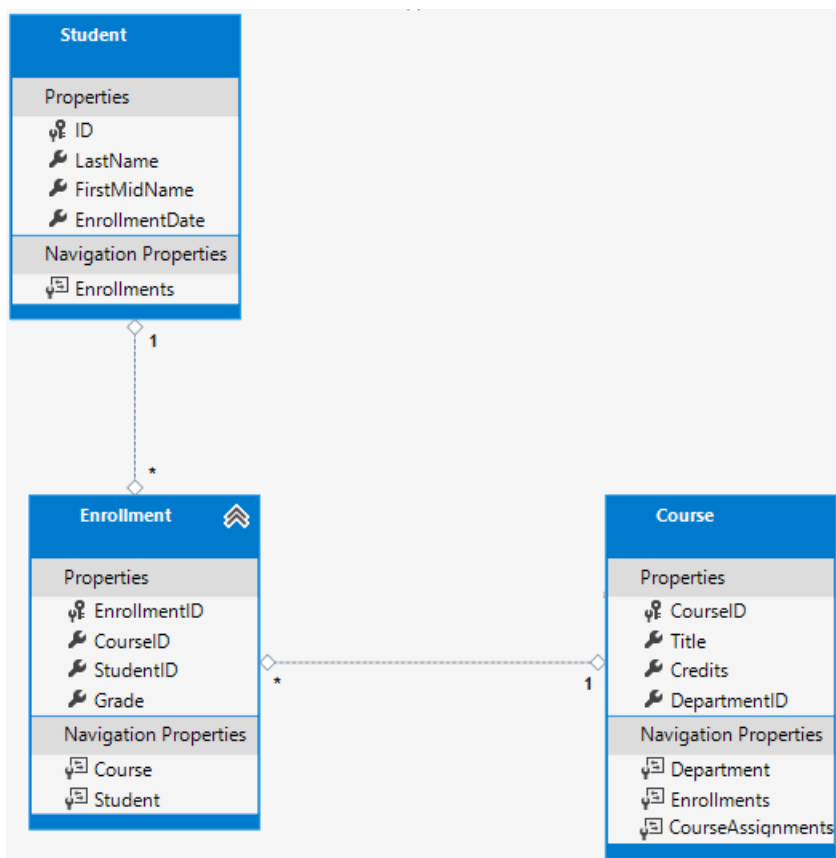 Student
Properties
ID
LastName
FirstMidName
EnrollmentDate
Navigation Properties
Enrollments
1
*
Enrollment
Properties
EnrollmentID
CourseID
StudentID
Grade
Navigation Properties
Course
Student
*
1
Course
Properties
CourseID
Title
Credits
DepartmentID
Navigation Properties
Department
Enrollments
CourseAssignments